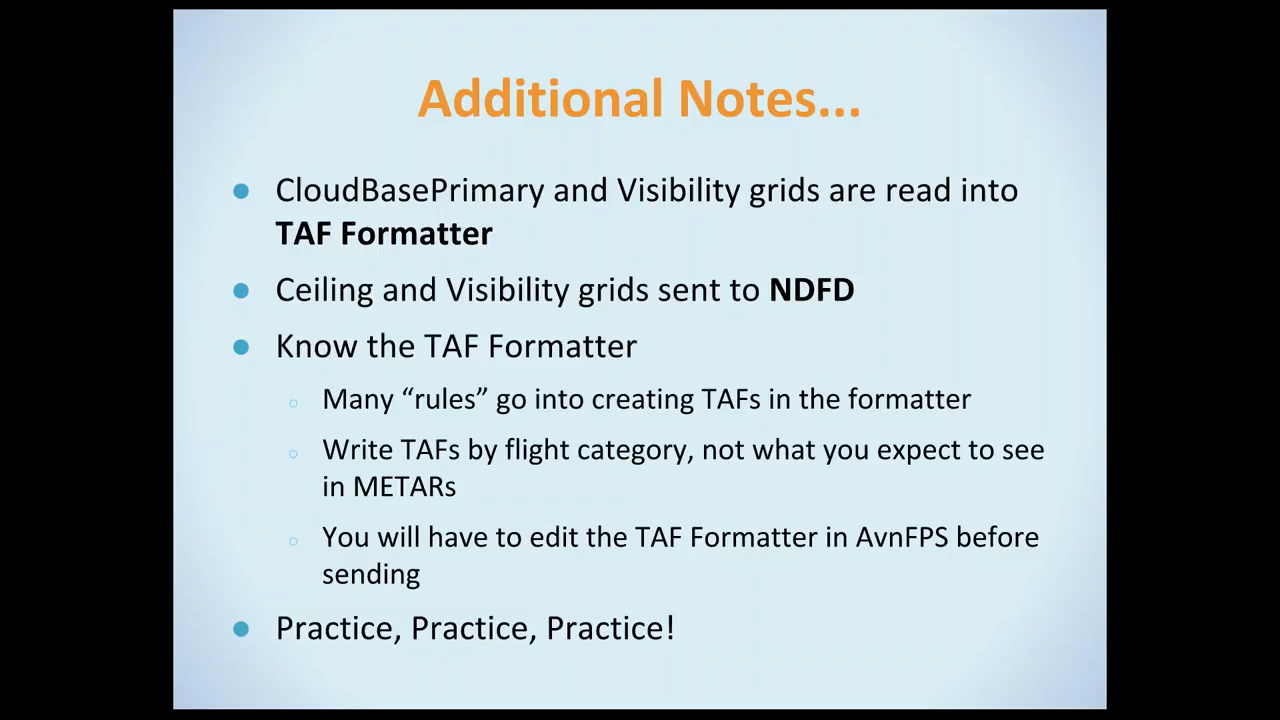 Additional Notes...
● CloudBasePrimary and Visibility grids are read into
TAF Formatter
● Ceiling and Visibility grids sent to NDFD
● Know the TAF Formatter
○ Many “rules” go into creating TAFs in the formatter
○ Write TAFs by flight category, not what you expect to see
in METARs
○ You will have to edit the TAF Formatter in AvnFPS before
sending
● Practice, Practice, Practice!